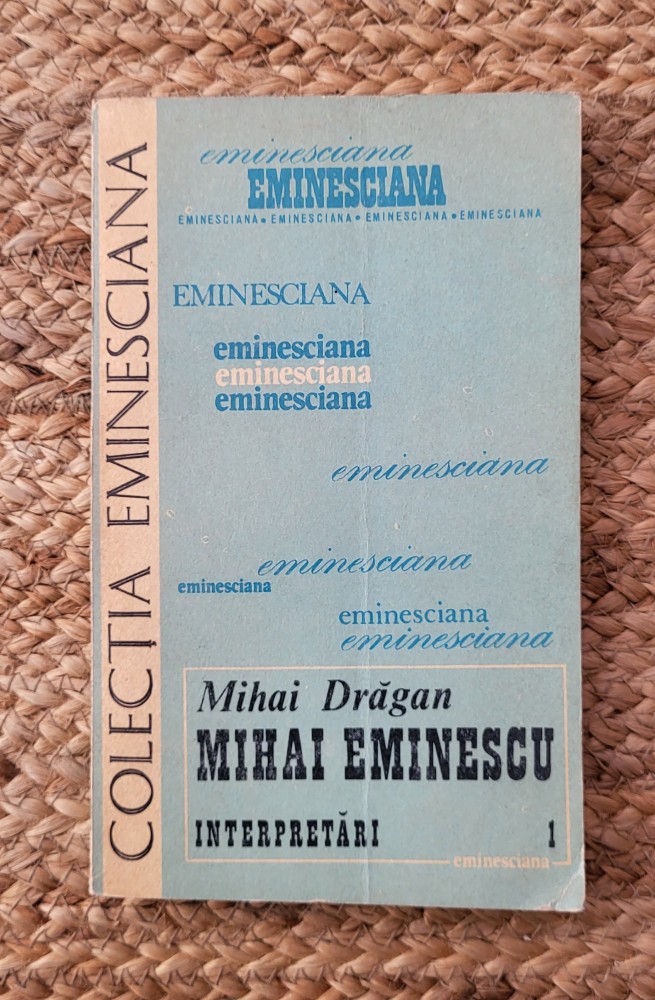 COLECȚIA EMINESCIANA
eminesciana
EMINESCIANA
EMINESCIANA • EMINESCIANA • EMINESCIANA • EMINESCIANA
EMINESCIANA
eminesciana
eminesciana
eminesciana
eminesciana
eminesciana
eminesciana
eminesciana
eminesciana
Mihai Drăgan
MIHAI EMINESCU
INTERPRETĂRI 1
eminesciana